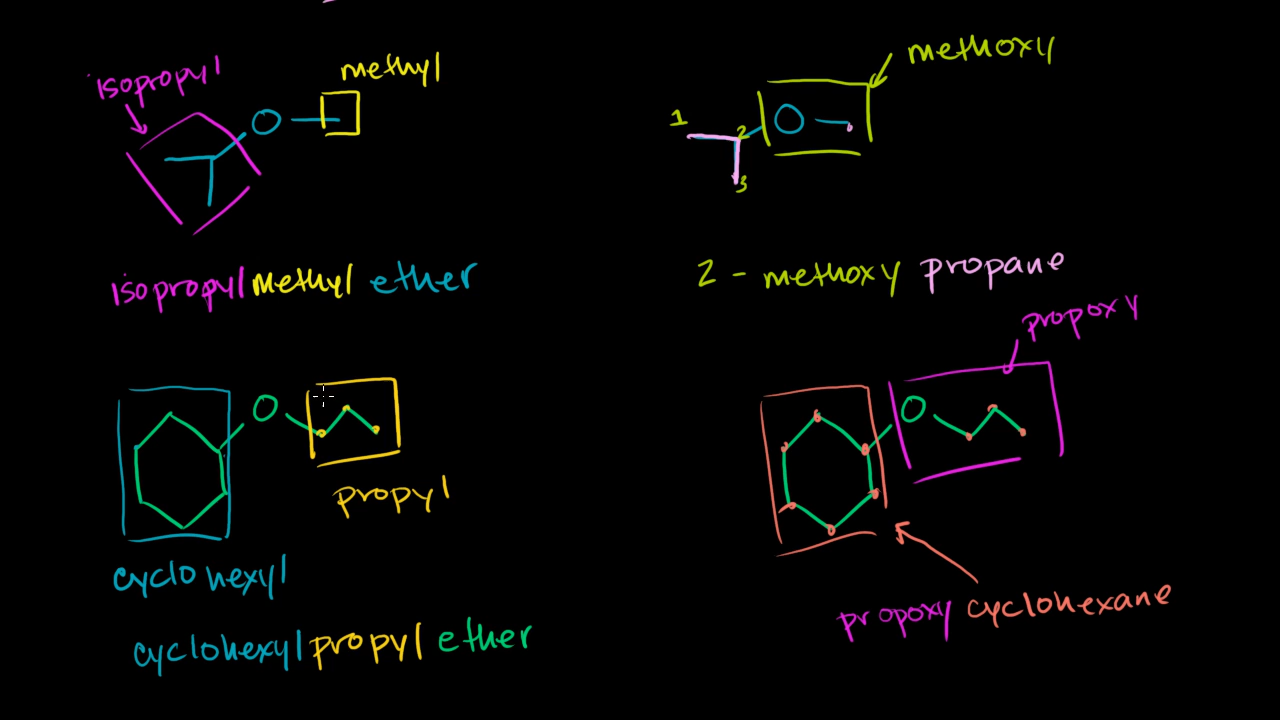 isopropyl
methyl
O
isopropyl methyl ether
methoxy
1
2
O
3
2 - methoxy propane
O
propyl
cyclohexyl
cyclohexyl propyl ether
propoxy
O
propoxy cyclohexane